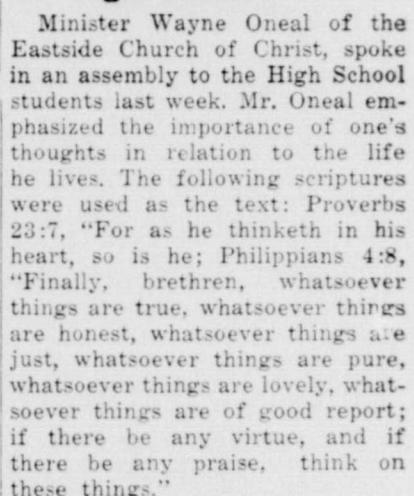 Minister Wayne Oneal of the
Eastside Church of Christ, spoke
in an assembly to the High School
students last week. Mr. Oneal em-
phasized the importance of one's
thoughts in relation to the life
he lives. The following scriptures
were used as the text: Proverbs
23:7, "For as he thinketh in his
heart, so is he; Philippians 4:8,
"Finally, brethren, whatsoever
things are true, whatsoever things
are honest, whatsoever things are
just, whatsoever things are pure,
whatsoever things are lovely, what-
soever things are of good report;
if there be any virtue, and if
there be any praise, think on
these things."